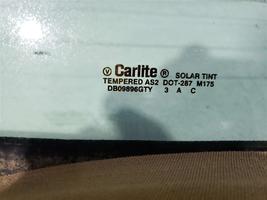 V Carlite ® SOLAR TINT
TEMPERED AS2 DOT-287 M175
DB09896GTY 3 A C